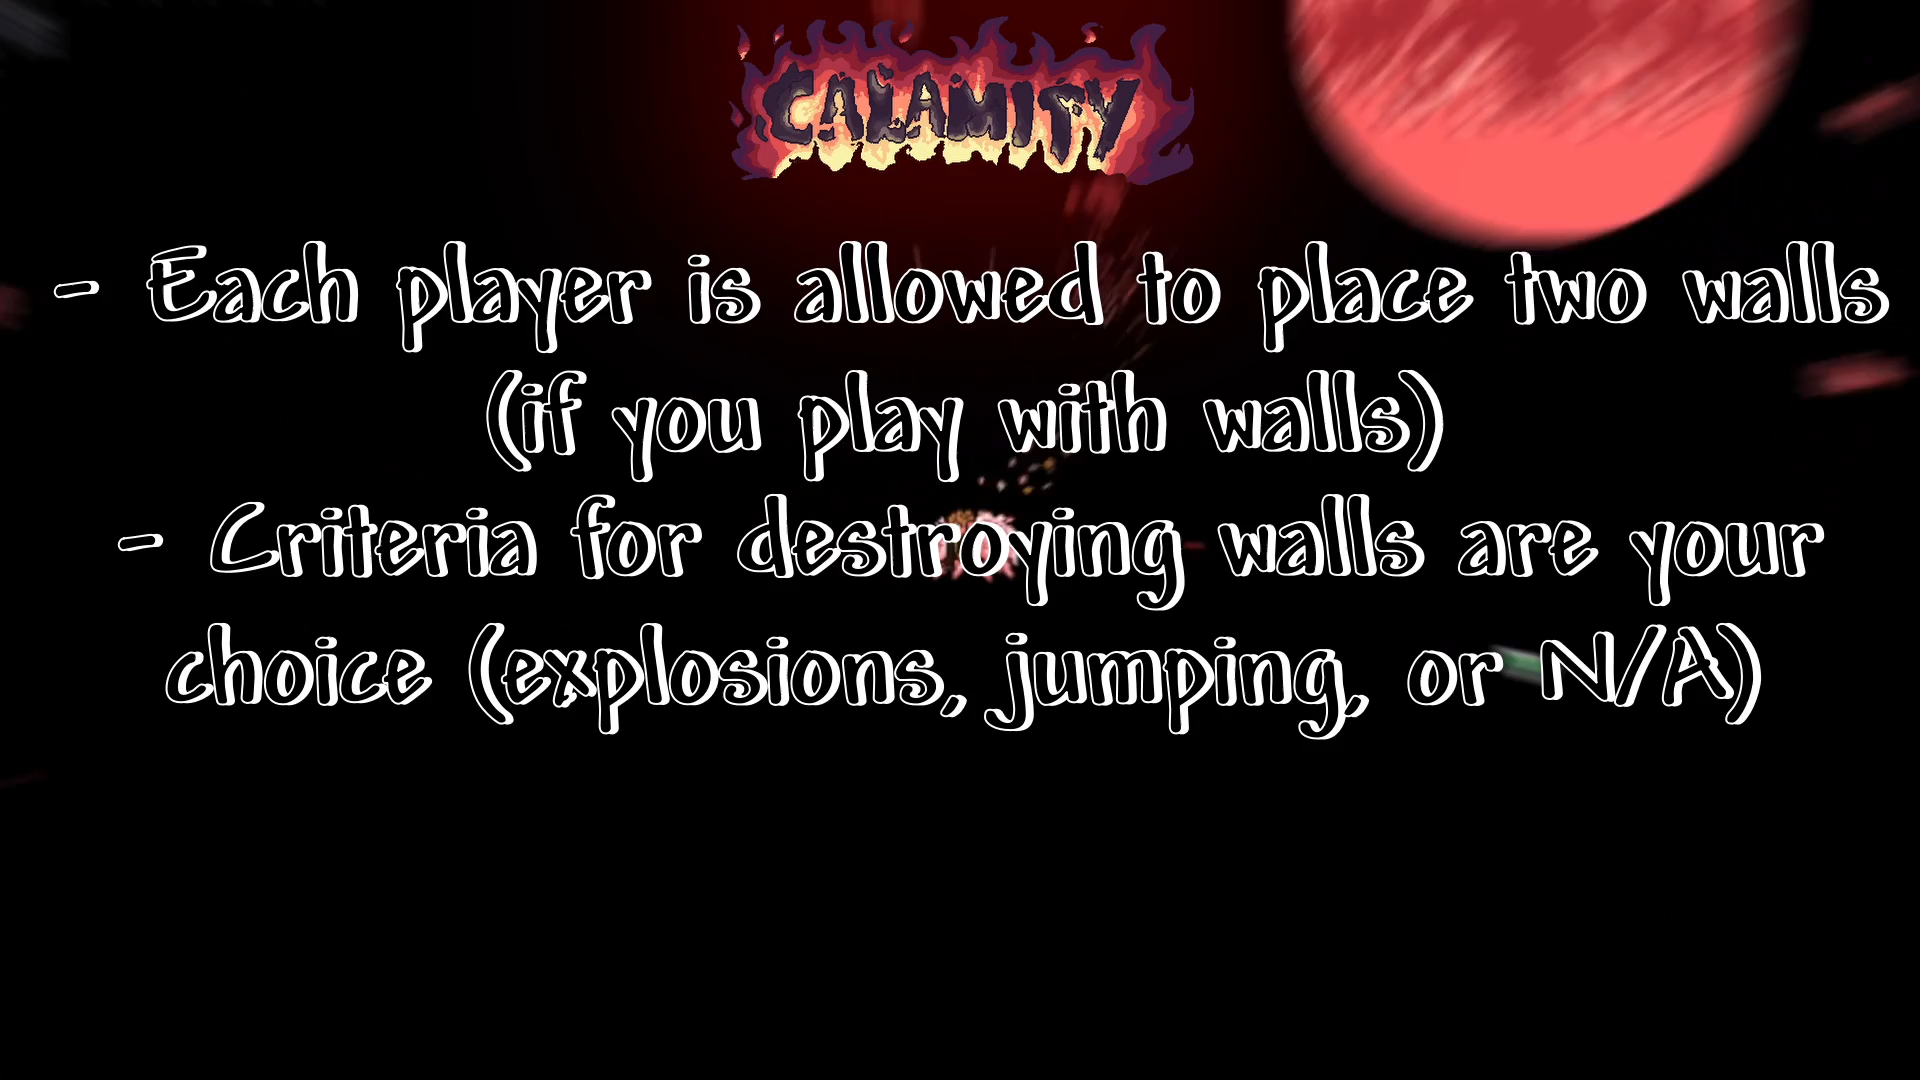 CALAMITY
- Each player is allowed to place two walls
(if you play with walls)
- Criteria for destroying walls are your
choice (explosions, jumping, or N/A)